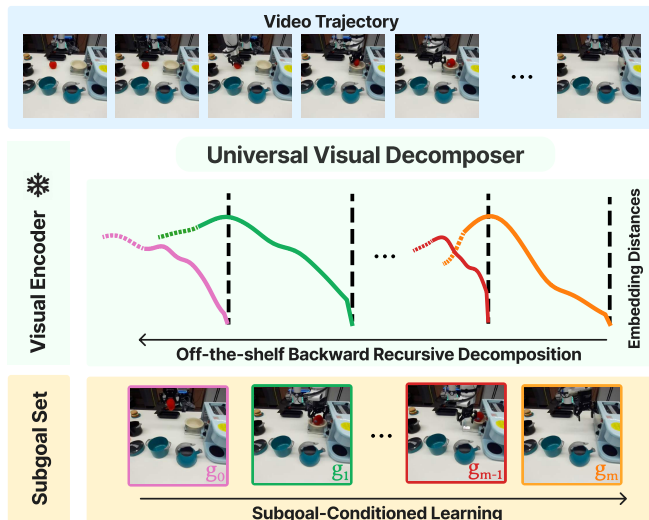 Video Trajectory
...
Universal Visual Decomposer
Visual Encoder
...
Embedding Distances
Off-the-shelf Backward Recursive Decomposition
Subgoal Set
g0
g1
...
gm-1
gm
Subgoal-Conditioned Learning